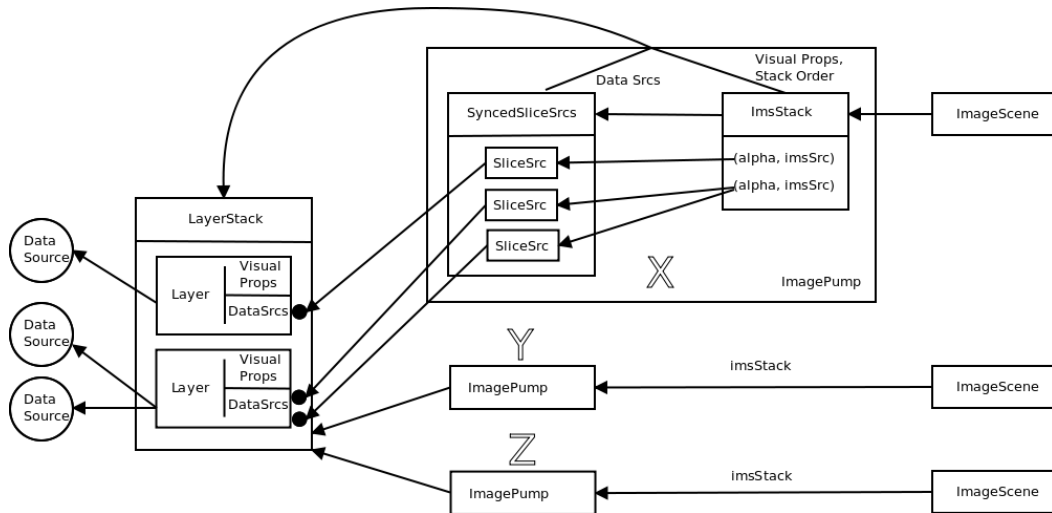 Visual Props,
Stack Order
Data Srcs
SyncedSliceSrcs
ImsStack
ImageScene
SliceSrc
(alpha, imsSrc)
SliceSrc
(alpha, imsSrc)
SliceSrc
X
ImagePump
LayerStack
Data
Source
Layer
Visual
Props
DataSrcs
Data
Source
Layer
Visual
Props
DataSrcs
Data
Source
Y
ImagePump
imsStack
ImageScene
Z
ImagePump
imsStack
ImageScene